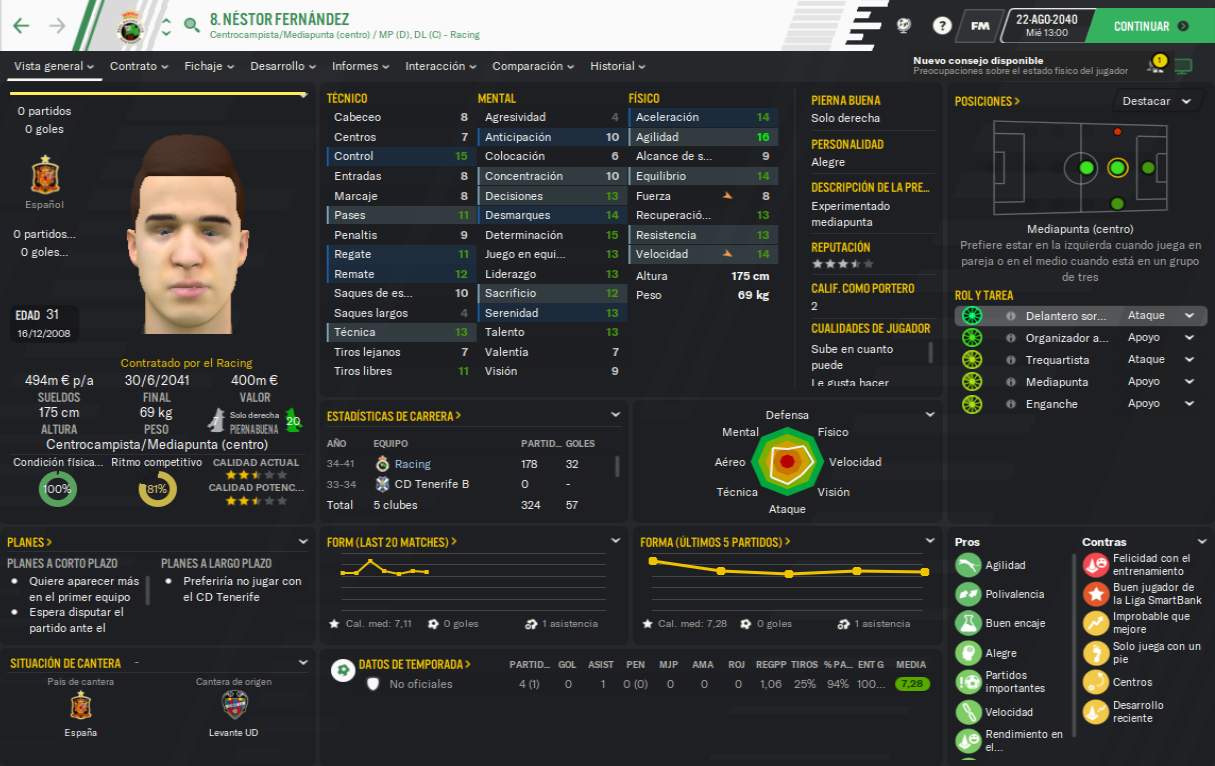 8. NÉSTOR FERNÁNDEZ
Centrocampista/Mediapunta (centro) / MP (D), DL (C) - Racing
?
FM
22-AGO-2040
Mié 13:00
CONTINUAR
Vista general
Contrato
Fichaje
Desarrollo
Informes
Interacción
Comparación
Historial
Nuevo consejo disponible
Preocupaciones sobre el estado físico del jugador
1
0 partidos
0 goles
Español
0 partidos...
0 goles...
EDAD 31
16/12/2008
Contratado por el Racing
494m € p/a
SUELDOS
30/6/2041
FINAL
400m €
VALOR
175 cm
ALTURA
69 kg
PESO
7
Solo derecha
PIERNA BUENA
20
Centrocampista/Mediapunta (centro)
Condición física...
100%
Ritmo competitivo
81%
CALIDAD ACTUAL
CALIDAD POTENC...
TÉCNICO
Cabeceo 8
Centros 7
Control 15
Entradas 8
Marcaje 8
Pases 11
Penaltis 9
Regate 11
Remate 12
Saques de es... 10
Saques largos 4
Técnica 13
Tiros lejanos 7
Tiros libres 11
MENTAL
Agresividad 4
Anticipación 10
Colocación 6
Concentración 10
Decisiones 13
Desmarques 14
Determinación 15
Juego en equi... 13
Liderazgo 13
Sacrificio 12
Serenidad 13
Talento 13
Valentía 7
Visión 9
FÍSICO
Aceleración 14
Agilidad 16
Alcance de s... 9
Equilibrio 14
Fuerza 8
Recuperació... 13
Resistencia 13
Velocidad 14
Altura 175 cm
Peso 69 kg
PIERNA BUENA
Solo derecha
PERSONALIDAD
Alegre
DESCRIPCIÓN DE LA PRE...
Experimentado
mediapunta
REPUTACIÓN
CALIF. COMO PORTERO
2
CUALIDADES DE JUGADOR
Sube en cuanto
puede
Le gusta hacer
POSICIONES >
Destacar
Mediapunta (centro)
Prefiere estar en la izquierda cuando juega en
pareja o en el medio cuando está en un grupo
de tres
ROL Y TAREA
Delantero sor... Ataque
Organizador a... Apoyo
Trequartista Ataque
Mediapunta Apoyo
Enganche Apoyo
ESTADÍSTICAS DE CARRERA >
AÑO EQUIPO PARTID... GOLES
34-41 Racing 178 32
33-34 CD Tenerife B 0 -
Total 5 clubes 324 57
Defensa
Mental Físico
Aéreo Velocidad
Técnica Visión
Ataque
PLANES >
PLANES A CORTO PLAZO
Quiere aparecer más
en el primer equipo
Espera disputar el
partido ante el
PLANES A LARGO PLAZO
Preferiría no jugar con
el CD Tenerife
FORM (LAST 20 MATCHES) >
Cal. med: 7,11 0 goles 1 asistencia
FORMA (ÚLTIMOS 5 PARTIDOS) >
Cal. med: 7,28 0 goles 1 asistencia
Pros
Agilidad
Polivalencia
Buen encaje
Alegre
Partidos
importantes
Velocidad
Rendimiento en
el...
Contras
Felicidad con el
entrenamiento
Buen jugador de
la Liga SmartBank
Improbable que
mejore
Solo juega con un
pie
Centros
Desarrollo
reciente
SITUACIÓN DE CANTERA -
País de cantera
España
Cantera de origen
Levante UD
DATOS DE TEMPORADA >
PARTID... GOL ASIST PEN MJP AMA ROJ REGPP TIROS % PA... ENT G MEDIA
No oficiales 4 (1) 0 1 0 (0) 0 0 0 1,06 25% 94% 100... 7,28